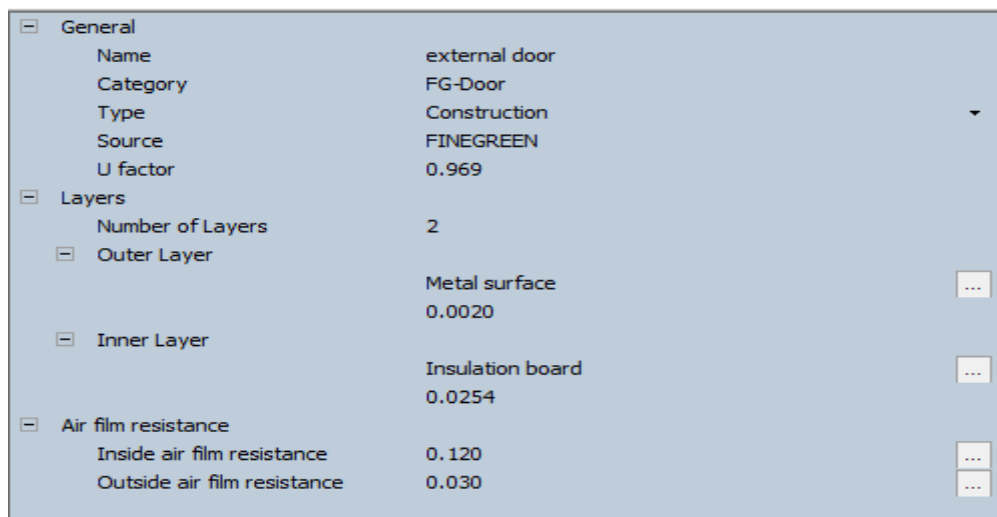 General
Name external door
Category FG-Door
Type Construction
Source FINEGREEN
U factor 0.969
Layers
Number of Layers 2
Outer Layer
Metal surface ...
0.0020
Inner Layer
Insulation board ...
0.0254
Air film resistance
Inside air film resistance 0.120 ...
Outside air film resistance 0.030 ...